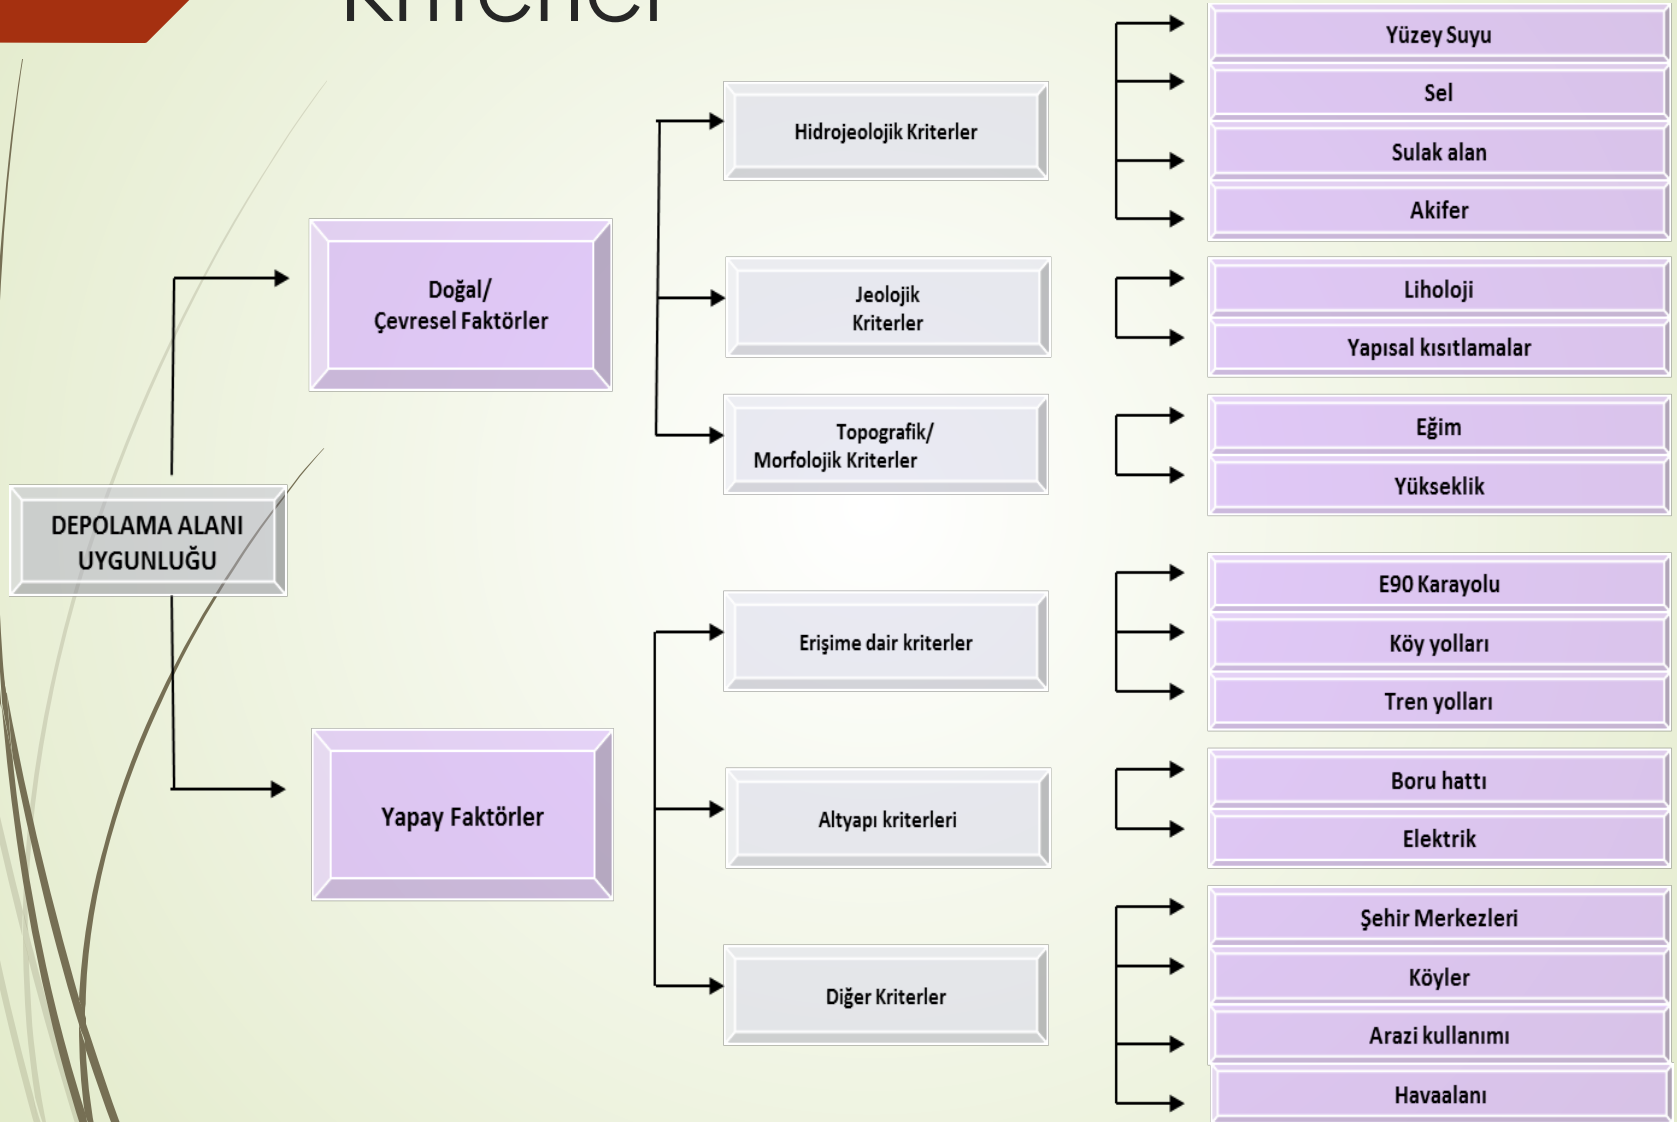 Kriterler
DEPOLAMA ALANI
UYGUNLUĞU
Doğal/
Çevresel Faktörler
Hidrojeolojik Kriterler
Yüzey Suyu
Sel
Sulak alan
Akifer
Jeolojik
Kriterler
Liholoji
Yapısal kısıtlamalar
Topografik/
Morfolojik Kriterler
Eğim
Yükseklik
Yapay Faktörler
Erişime dair kriterler
E90 Karayolu
Köy yolları
Tren yolları
Altyapı kriterleri
Boru hattı
Elektrik
Diğer Kriterler
Şehir Merkezleri
Köyler
Arazi kullanımı
Havaalanı